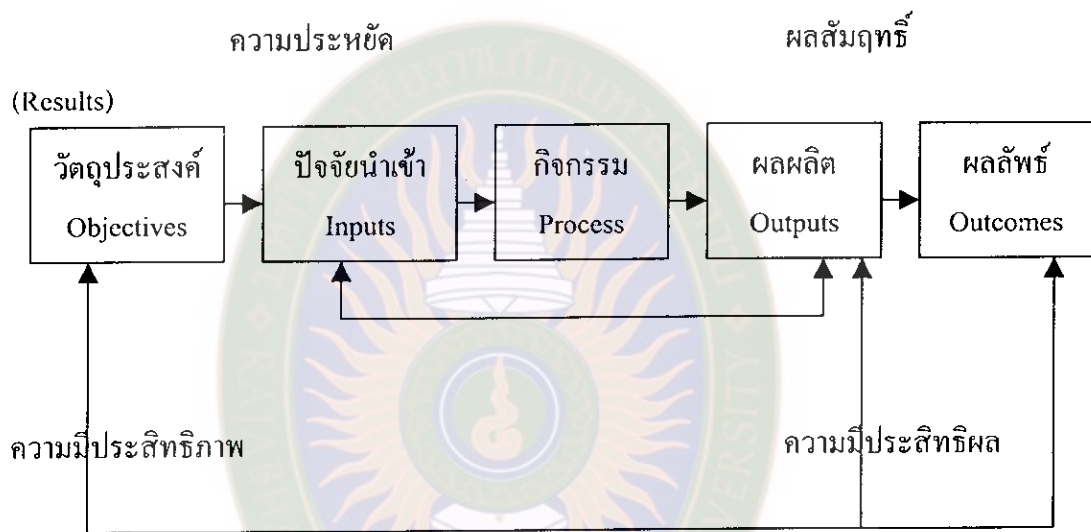 ความประหยัด ผลสัมฤทธิ์
(Results)
วัตถุประสงค์
Objectives
ปัจจัยนำเข้า
Inputs
กิจกรรม
Process
ผลผลิต
Outputs
ผลลัพธ์
Outcomes
ความมีประสิทธิภาพ ความมีประสิทธิผล
UNIVERSITY